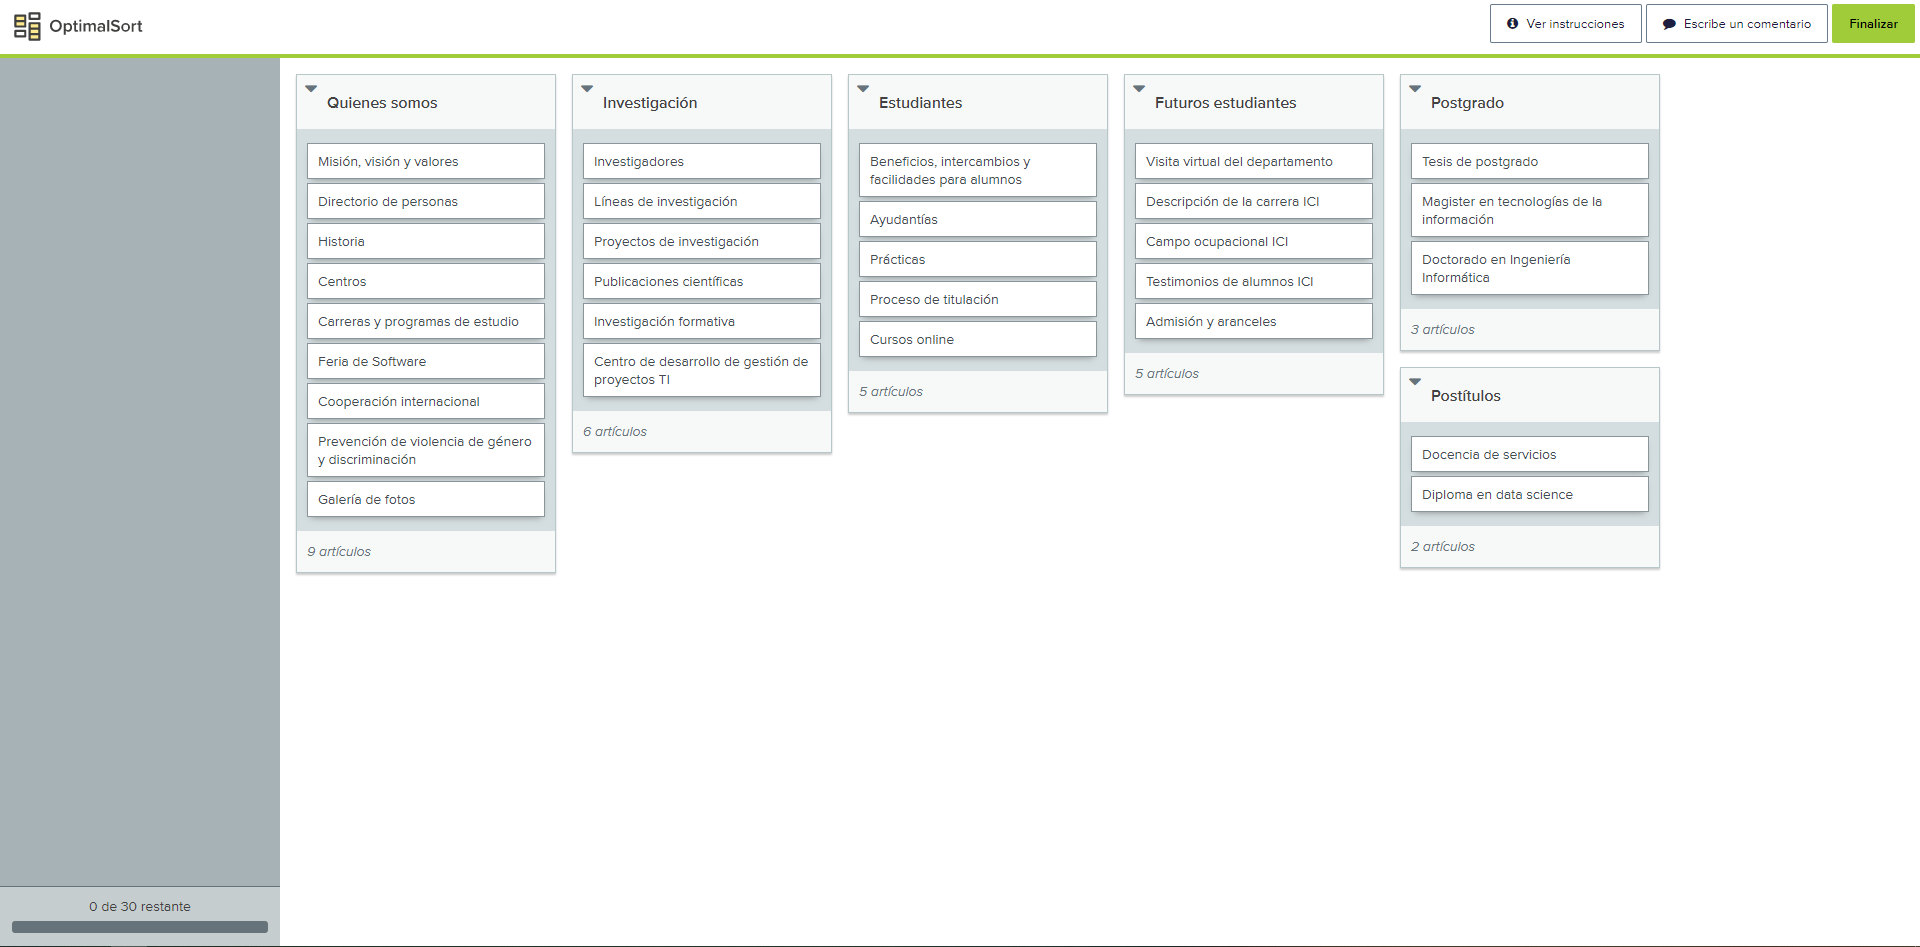 OptimalSort
Ver instrucciones
Escribe un comentario
Finalizar
Quienes somos
Misión, visión y valores
Directorio de personas
Historia
Centros
Carreras y programas de estudio
Feria de Software
Cooperación internacional
Prevención de violencia de género
y discriminación
Galería de fotos
9 artículos
Investigación
Investigadores
Líneas de investigación
Proyectos de investigación
Publicaciones científicas
Investigación formativa
Centro de desarrollo de gestión de
proyectos TI
6 artículos
Estudiantes
Beneficios, intercambios y
facilidades para alumnos
Ayudantías
Prácticas
Proceso de titulación
Cursos online
5 artículos
Futuros estudiantes
Visita virtual del departamento
Descripción de la carrera ICI
Campo ocupacional ICI
Testimonios de alumnos ICI
Admisión y aranceles
5 artículos
Postgrado
Tesis de postgrado
Magister en tecnologías de la
información
Doctorado en Ingeniería
Informática
3 artículos
Postítulos
Docencia de servicios
Diploma en data science
2 artículos
0 de 30 restante